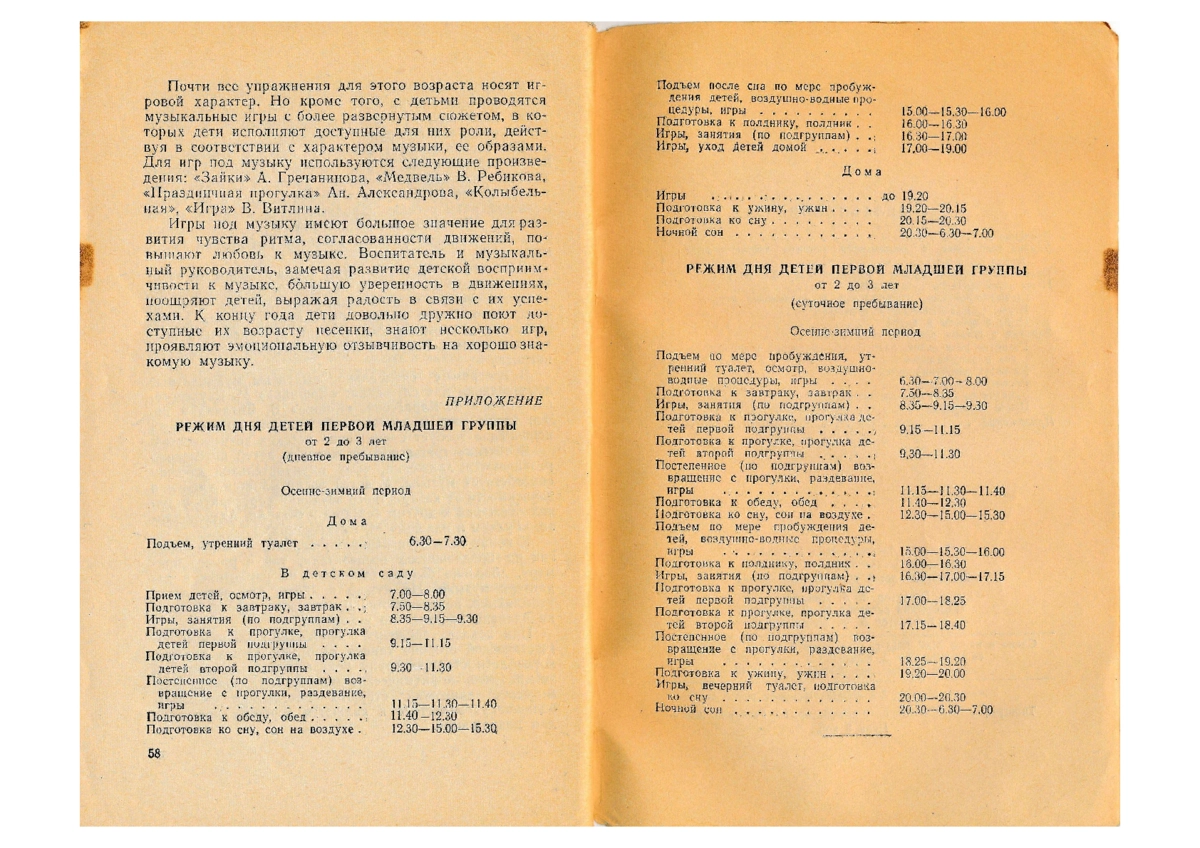 Почти все упражнения для этого возраста носят иг-
ровой характер. Но кроме того, с детьми проводятся
музыкальные игры с более развернутым сюжетом, в ко-
торых дети исполняют доступные для них роли, дейст-
вуя в соответствии с характером музыки, ее образами.
Для игр под музыку используются следующие произве-
дения: «Зайки» А. Гречанинова, «Медведь» В. Ребикова,
«Праздничная прогулка» Ан. Александрова, «Колыбель-
ная», «Игра» В. Витлина.
Игры под музыку имеют большое значение для раз-
вития чувства ритма, согласованности движений, по-
вышают любовь к музыке. Воспитатель и музыкаль-
ный руководитель, замечая развитие детской восприим-
чивости к музыке, бо́льшую уверенность в движениях,
поощряют детей, выражая радость в связи с их успе-
хами. К концу года дети довольно дружно поют до-
ступные их возрасту песенки, знают несколько игр,
проявляют эмоциональную отзывчивость на хорошо зна-
комую музыку.
ПРИЛОЖЕНИЕ
РЕЖИМ ДНЯ ДЕТЕЙ ПЕРВОЙ МЛАДШЕЙ ГРУППЫ
от 2 до 3 лет
(дневное пребывание)
Осенне-зимний период
Дома
Подъем, утренний туалет . . . . . 6.30—7.30
В детском саду
Прием детей, осмотр, игры . . . . . 7.00—8.00
Подготовка к завтраку, завтрак . . 7.50—8.35
Игры, занятия (по подгруппам) . . 8.35—9.15—9.30
Подготовка к прогулке, прогулка
детей первой подгруппы . . . . 9.15—11.15
Подготовка к прогулке, прогулка
детей второй подгруппы . . . . 9.30—11.30
Постепенное (по подгруппам) воз-
вращение с прогулки, раздевание,
игры . . . . . . . . . . . . . 11.15—11.30—11.40
Подготовка к обеду, обед . . . . . 11.40—12.30
Подготовка ко сну, сон на воздухе . 12.30—15.00—15.30
58
Подъем после сна по мере пробуж-
дения детей, воздушно-водные про-
цедуры, игры . . . . . . . . . . 15.00—15.30—16.00
Подготовка к полднику, полдник . . 16.00—16.30
Игры, занятия (по подгруппам) . . 16.30—17.00
Игры, уход детей домой . . . . . 17.00—19.00
Дома
Игры . . . . . . . . . . . . . . до 19.20
Подготовка к ужину, ужин . . . . 19.20—20.15
Подготовка ко сну . . . . . . . . . 20.15—20.30
Ночной сон . . . . . . . . . . . . 20.30—6.30—7.00
РЕЖИМ ДНЯ ДЕТЕЙ ПЕРВОЙ МЛАДШЕЙ ГРУППЫ
от 2 до 3 лет
(суточное пребывание)
Осенне-зимний период
Подъем по мере пробуждения, ут-
ренний туалет, осмотр, воздушно-
водные процедуры, игры . . . . 6.30—7.00—8.00
Подготовка к завтраку, завтрак . . 7.50—8.35
Игры, занятия (по подгруппам) . . 8.35—9.15—9.30
Подготовка к прогулке, прогулка де-
тей первой подгруппы . . . . . 9.15—11.15
Подготовка к прогулке, прогулка де-
тей второй подгруппы . . . . . 9.30—11.30
Постепенное (по подгруппам) воз-
вращение с прогулки, раздевание,
игры . . . . . . . . . . . . . 11.15—11.30—11.40
Подготовка к обеду, обед . . . . 11.40—12.30
Подготовка ко сну, сон на воздухе . 12.30—15.00—15.30
Подъем по мере пробуждения де-
тей, воздушно-водные процедуры,
игры . . . . . . . . . . . . . 15.00—15.30—16.00
Подготовка к полднику, полдник . . 16.00—16.30
Игры, занятия (по подгруппам) . . 16.30—17.00—17.15
Подготовка к прогулке, прогулка де-
тей первой подгруппы . . . . . 17.00—18.25
Подготовка к прогулке, прогулка де-
тей второй подгруппы . . . . . 17.15—18.40
Постепенное (по подгруппам) воз-
вращение с прогулки, раздевание,
игры . . . . . . . . . . . . . 18.25—19.20
Подготовка к ужину, ужин . . . . 19.20—20.00
Игры, вечерний туалет, подготовка
ко сну . . . . . . . . . . . . 20.00—20.30
Ночной сон . . . . . . . . . . . . 20.30—6.30—7.00